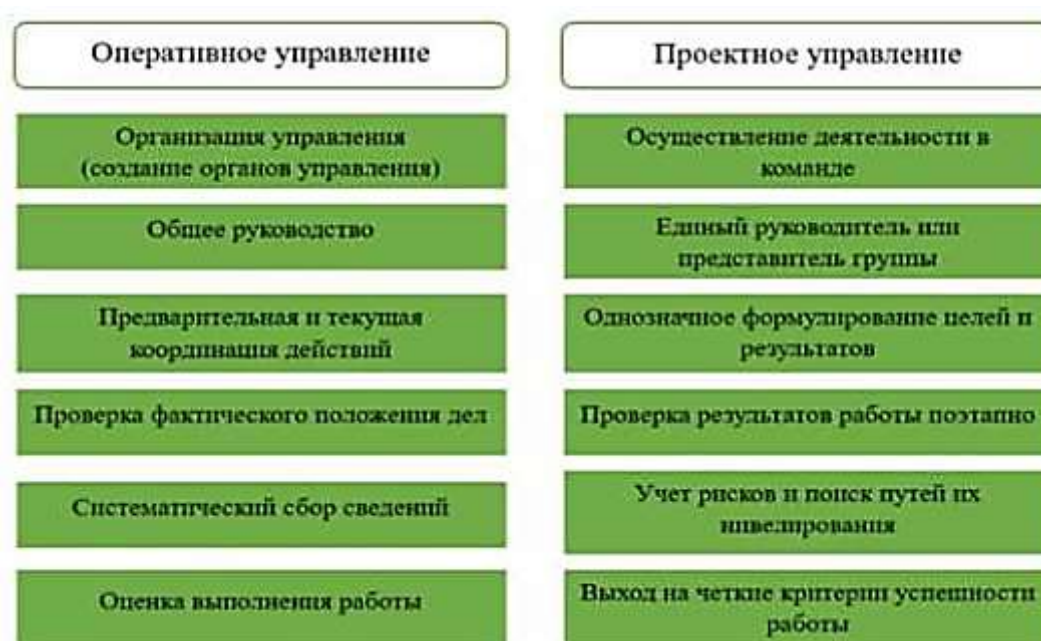 Оперативное управление
Организация управления
(создание органов управления)
Общее руководство
Предварительная и текущая
координация действий
Проверка фактического положения дел
Систематический сбор сведений
Оценка выполнения работы
Проектное управление
Осуществление деятельности в
команде
Единый руководитель или
представитель группы
Однозначное формулирование целей и
результатов
Проверка результатов работы поэтапно
Учет рисков и поиск путей их
нивелирования
Выход на четкие критерии успешности
работы